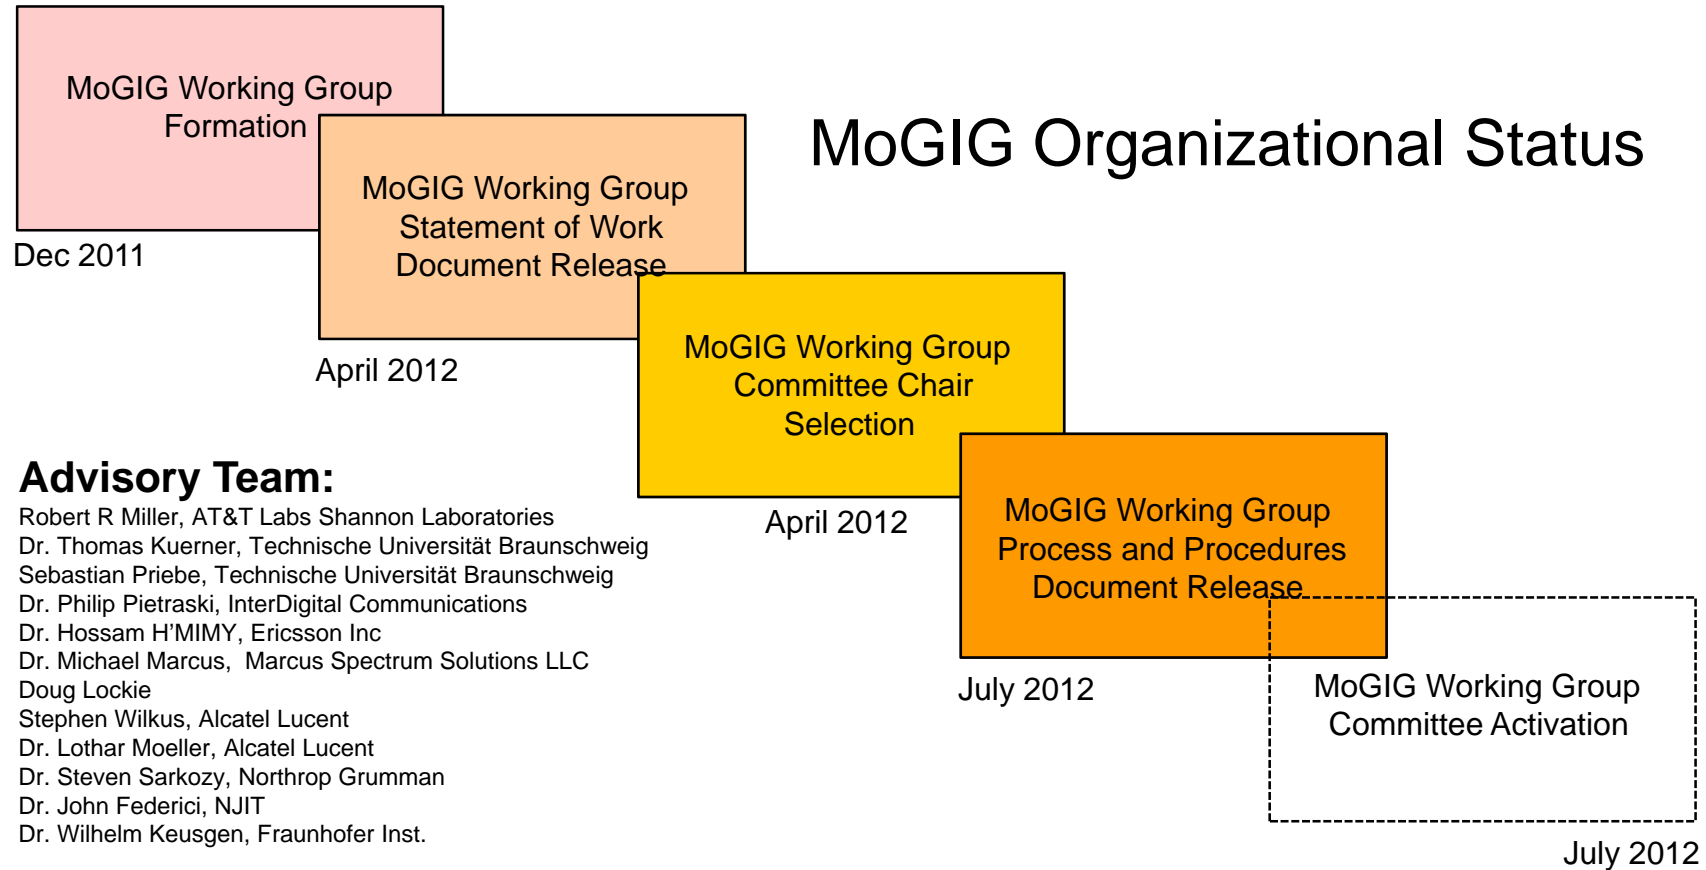 MoGIG Working Group
Formation
MoGIG Organizational Status
MoGIG Working Group
Statement of Work
Document Release
Dec 2011
April 2012
MoGIG Working Group
Committee Chair
Selection
April 2012
MoGIG Working Group
Process and Procedures
Document Release
July 2012
MoGIG Working Group
Committee Activation
July 2012
Advisory Team:
Robert R Miller, AT&T Labs Shannon Laboratories
Dr. Thomas Kuerner, Technische Universität Braunschweig
Sebastian Priebe, Technische Universität Braunschweig
Dr. Philip Pietraski, InterDigital Communications
Dr. Hossam H’MIMY, Ericsson Inc
Dr. Michael Marcus,  Marcus Spectrum Solutions LLC
Doug Lockie
Stephen Wilkus, Alcatel Lucent
Dr. Lothar Moeller, Alcatel Lucent
Dr. Steven Sarkozy, Northrop Grumman
Dr. John Federici, NJIT
Dr. Wilhelm Keusgen, Fraunhofer Inst.